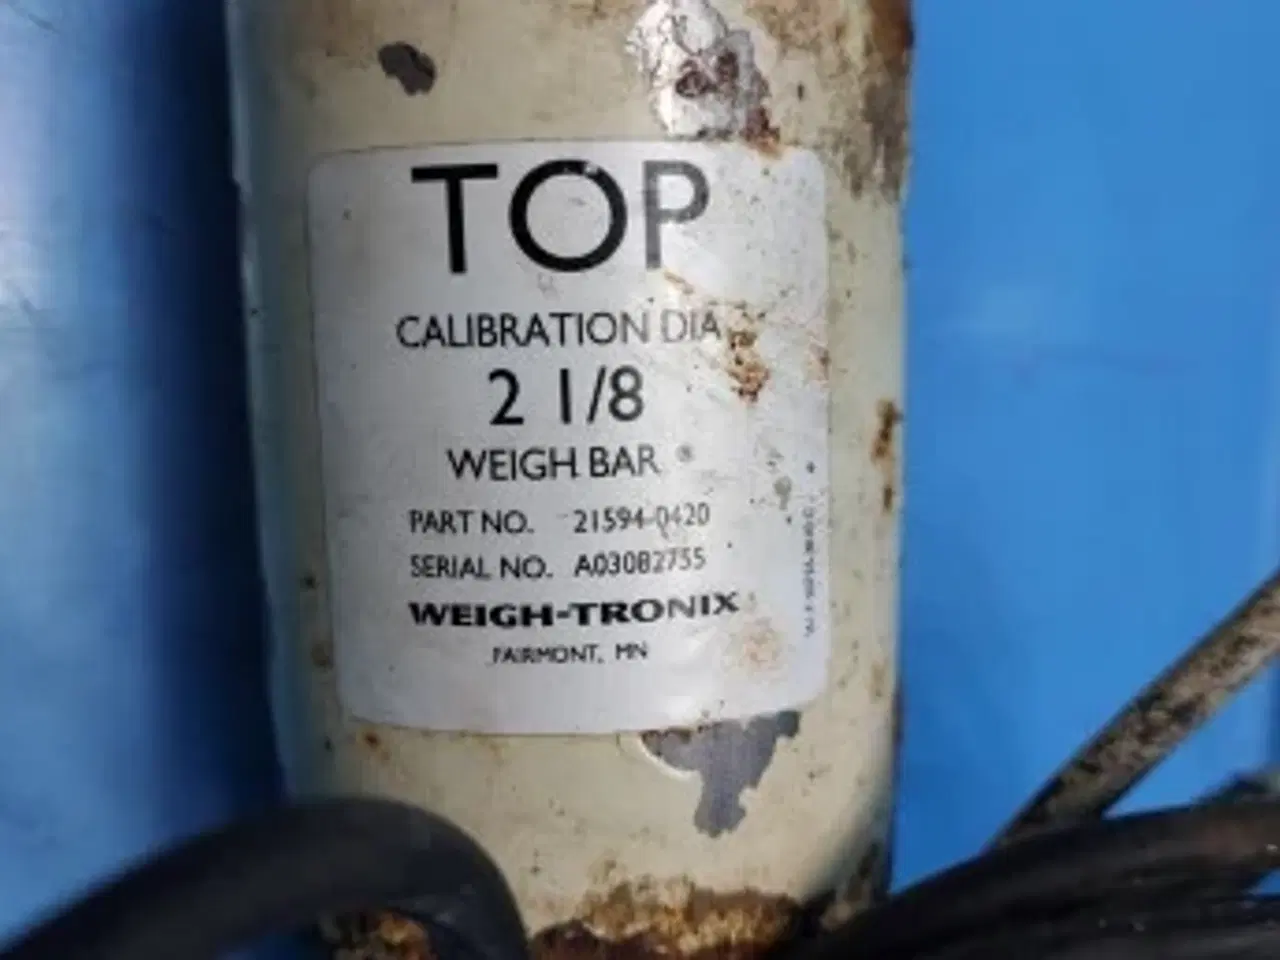 TOP
CALIBRATION DIA
2 1/8
WEIGH BAR ®
PART NO. 21594-0420
SERIAL NO. A03082755
WEIGH-TRONIX
FAIRMONT, MN